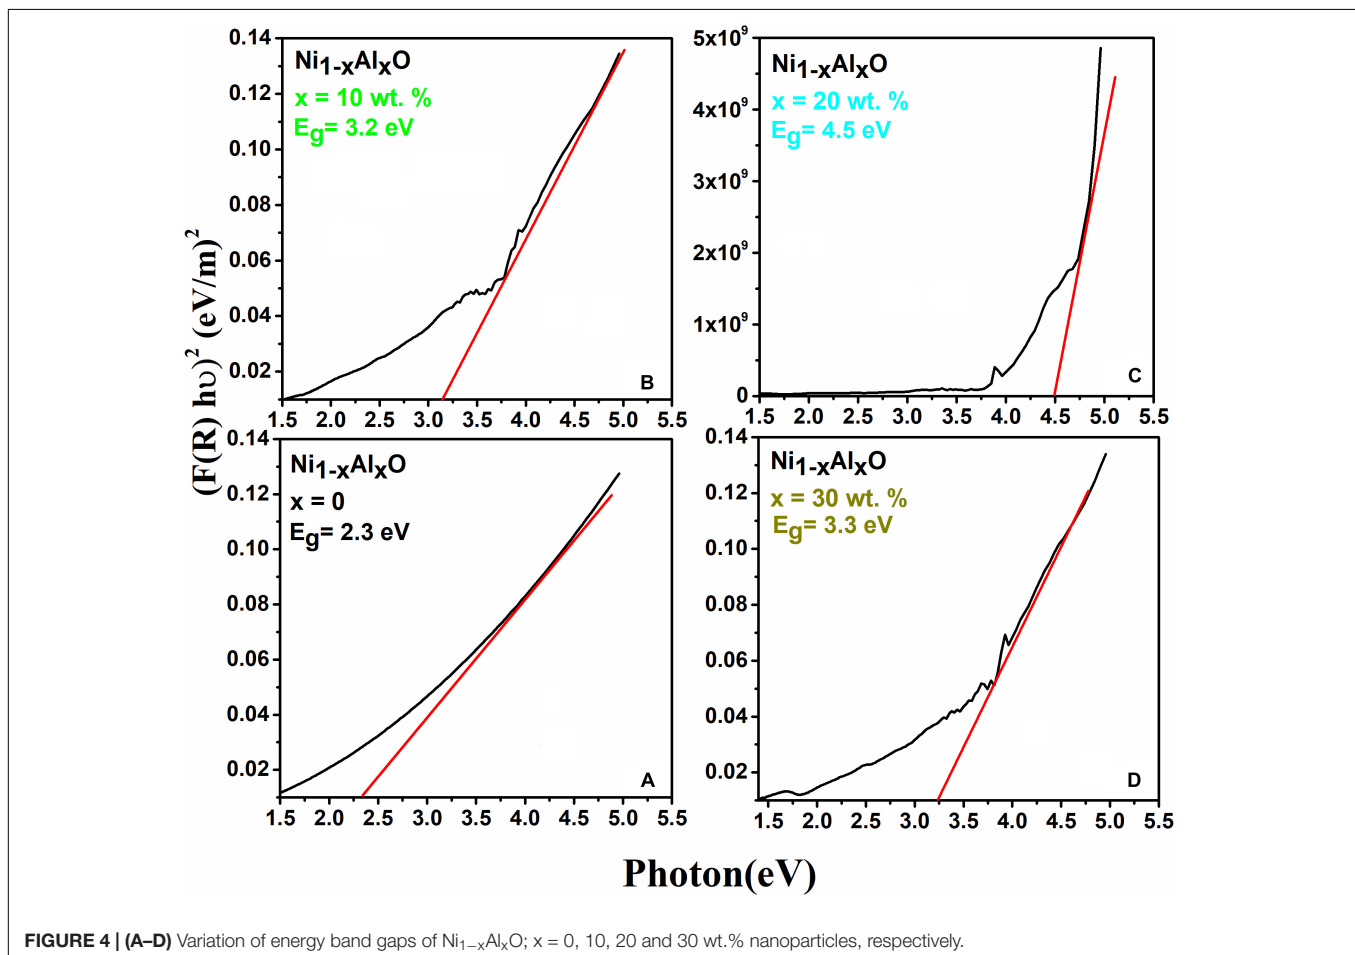 (F(R) hυ)² (eV/m)²
0.14
0.12
0.10
0.08
0.06
0.04
0.02
Ni1-xAlxO
x = 10 wt. %
Eg= 3.2 eV
B
1.5 2.0 2.5 3.0 3.5 4.0 4.5 5.0 5.5
5x10⁹
4x10⁹
3x10⁹
2x10⁹
1x10⁹
0
Ni1-xAlxO
x = 20 wt. %
Eg= 4.5 eV
C
1.5 2.0 2.5 3.0 3.5 4.0 4.5 5.0 5.5
0.14
0.12
0.10
0.08
0.06
0.04
0.02
Ni1-xAlxO
x = 0
Eg= 2.3 eV
A
1.5 2.0 2.5 3.0 3.5 4.0 4.5 5.0 5.5
0.14
0.12
0.10
0.08
0.06
0.04
0.02
Ni1-xAlxO
x = 30 wt. %
Eg= 3.3 eV
D
1.5 2.0 2.5 3.0 3.5 4.0 4.5 5.0 5.5
Photon(eV)
FIGURE 4 | (A–D) Variation of energy band gaps of Ni1−xAlxO; x = 0, 10, 20 and 30 wt.% nanoparticles, respectively.